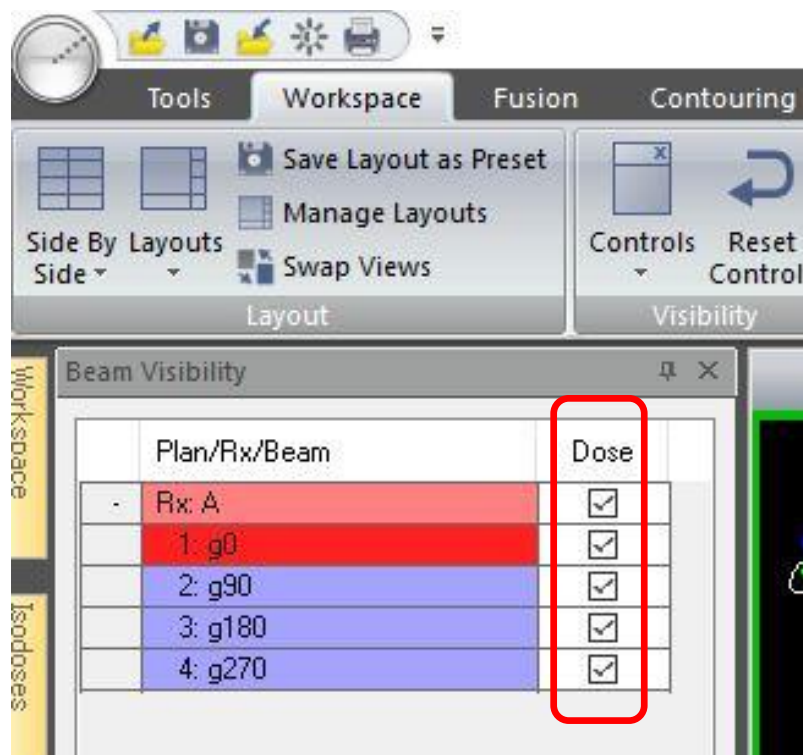 Tools Workspace Fusion Contouring
Side By Side
Layouts
Save Layout as Preset
Manage Layouts
Swap Views
Controls
Reset Control
Layout
Visibility
Workspace
Isodoses
Beam Visibility
Plan/Rx/Beam Dose
- Rx: A
1: g0
2: g90
3: g180
4: g270